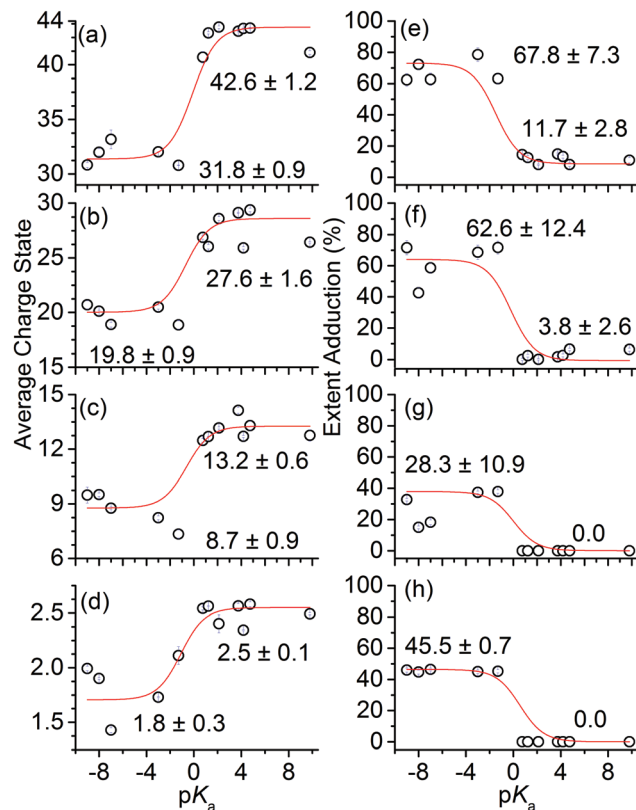 Average Charge State
(a)
44
40
35
30
42.6 ± 1.2
31.8 ± 0.9
(b)
30
25
20
15
27.6 ± 1.6
19.8 ± 0.9
(c)
15
12
9
6
13.2 ± 0.6
8.7 ± 0.9
(d)
2.5
2.0
1.5
2.5 ± 0.1
1.8 ± 0.3
-8 -4 0 4 8
pKa
Extent Adduction (%)
(e)
100
80
60
40
20
0
67.8 ± 7.3
11.7 ± 2.8
(f)
100
80
60
40
20
0
62.6 ± 12.4
3.8 ± 2.6
(g)
100
80
60
40
20
0
28.3 ± 10.9
0.0
(h)
100
80
60
40
20
0
45.5 ± 0.7
0.0
-8 -4 0 4 8
pKa